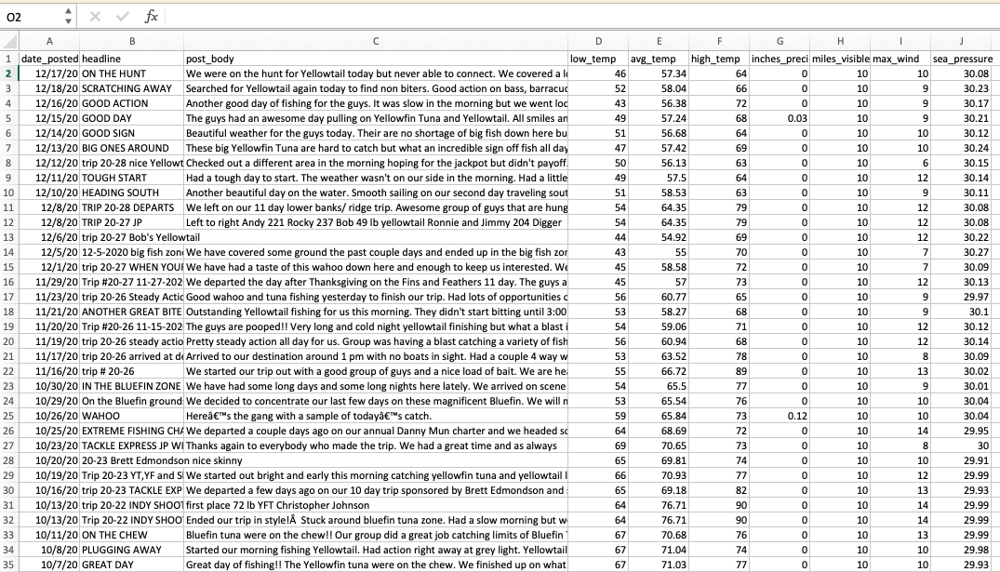 O2 fx
A B C D E F G H I J
1 date_posted headline post_body low_temp avg_temp high_temp inches_preci miles_visible max_wind sea_pressure
2 12/17/20 ON THE HUNT We were on the hunt for Yellowtail today but never able to connect. We covered a lo 46 57.34 64 0 10 10 30.08
3 12/18/20 SCRATCHING AWAY Searched for Yellowtail again today to find non biters. Good action on bass, barracud 52 58.04 66 0 10 9 30.23
4 12/16/20 GOOD ACTION Another good day of fishing for the guys. It was slow in the morning but we went loc 43 56.38 72 0 10 9 30.17
5 12/15/20 GOOD DAY The guys had an awesome day pulling on Yellowfin Tuna and Yellowtail. All smiles an 49 57.24 68 0.03 10 9 30.21
6 12/14/20 GOOD SIGN Beautiful weather for the guys today. Their are no shortage of big fish down here bu 51 56.68 64 0 10 10 30.12
7 12/13/20 BIG ONES AROUND These big Yellowfin Tuna are hard to catch but what an incredible sign off fish all day 47 57.42 69 0 10 10 30.24
8 12/12/20 trip 20-28 nice Yellowt Checked out a different area in the morning hoping for the jackpot but didn't payoff. 50 56.13 63 0 10 6 30.15
9 12/11/20 TOUGH START Had a tough day to start. The weather wasn't on our side in the morning. Had a little 49 57.5 64 0 10 12 30.14
10 12/10/20 HEADING SOUTH Another beautiful day on the water. Smooth sailing on our second day traveling sout 51 58.53 63 0 10 9 30.11
11 12/8/20 TRIP 20-28 DEPARTS We left on our 11 day lower banks/ ridge trip. Awesome group of guys that are hung 54 64.35 79 0 10 12 30.08
12 12/8/20 TRIP 20-27 JP Left to right Andy 221 Rocky 237 Bob 49 lb yellowtail Ronnie and Jimmy 204 Digger 54 64.35 79 0 10 12 30.08
13 12/6/20 trip 20-27 Bob's Yellowtail 44 54.92 69 0 10 12 30.22
14 12/5/20 12-5-2020 big fish zon We have covered some ground the past couple days and ended up in the big fish zor 43 55 70 0 10 7 30.27
15 12/1/20 trip 20-27 WHEN YOU We have had a taste of this wahoo down here and enough to keep us interested. We 45 58.58 72 0 10 7 30.09
16 11/29/20 Trip #20-27 11-27-202 We departed the day after Thanksgiving on the Fins and Feathers 11 day. The guys a 45 57 73 0 10 12 30.13
17 11/23/20 trip 20-26 Steady Actio Good wahoo and tuna fishing yesterday to finish our trip. Had lots of opportunities c 56 60.77 65 0 10 9 29.97
18 11/21/20 ANOTHER GREAT BITE Outstanding Yellowtail fishing for us this morning. They didn't start bitting until 3:00 53 58.27 68 0 10 9 30.1
19 11/20/20 Trip #20-26 11-15-202 The guys are pooped!! Very long and cold night yellowtail finishing but what a blast i 54 59.06 71 0 10 12 30.12
20 11/19/20 trip 20-26 steady actio Pretty steady action all day for us. Group was having a blast catching a variety of fish 56 60.94 68 0 10 12 30.14
21 11/17/20 trip 20-26 arrived at de Arrived to our destination around 1 pm with no boats in sight. Had a couple 4 way w 53 63.52 78 0 10 8 30.09
22 11/16/20 trip # 20-26 We started our trip out with a good group of guys and a nice load of bait. We are hea 55 66.72 89 0 10 13 30.02
23 10/30/20 IN THE BLUEFIN ZONE We have had some long days and some long nights here lately. We arrived on scene 54 65.5 77 0 10 9 30.01
24 10/29/20 On the Bluefin ground We decided to concentrate our last few days on these magnificent Bluefin. We will n 53 65.54 76 0 10 10 30.04
25 10/26/20 WAHOO Hereâ€™s the gang with a sample of todayâ€™s catch. 59 65.84 73 0.12 10 10 30.04
26 10/25/20 EXTREME FISHING CHA We departed a couple days ago on our annual Danny Mun charter and we headed sc 64 68.69 72 0 10 14 29.95
27 10/23/20 TACKLE EXPRESS JP WI Thanks again to everybody who made the trip. We had a great time and as always 69 70.65 73 0 10 8 30
28 10/20/20 20-23 Brett Edmondson nice skinny 65 69.81 74 0 10 10 29.91
29 10/19/20 Trip 20-23 YT,YF and S We started out bright and early this morning catching yellowfin tuna and yellowtail l 66 70.93 77 0 10 12 29.99
30 10/16/20 trip 20-23 TACKLE EXP We departed a few days ago on our 10 day trip sponsored by Brett Edmondson and 65 69.18 82 0 10 13 29.93
31 10/13/20 trip 20-22 INDY SHOO first place 72 lb YFT Christopher Johnson 64 76.71 90 0 10 14 29.99
32 10/13/20 Trip 20-22 INDY SHOO Ended our trip in style!Â Stuck around bluefin tuna zone. Had a slow morning but w 64 76.71 90 0 10 14 29.99
33 10/11/20 ON THE CHEW Bluefin tuna were on the chew!! Our group did a great job catching limits of Bluefin 67 70.68 76 0 10 13 29.99
34 10/8/20 PLUGGING AWAY Started our morning fishing Yellowtail. Had action right away at grey light. Yellowtail 67 71.04 74 0 10 10 29.98
35 10/7/20 GREAT DAY Great day of fishing!! The Yellowfin tuna were on the chew. We finished up on what 67 71.03 77 0 10 10 29.93